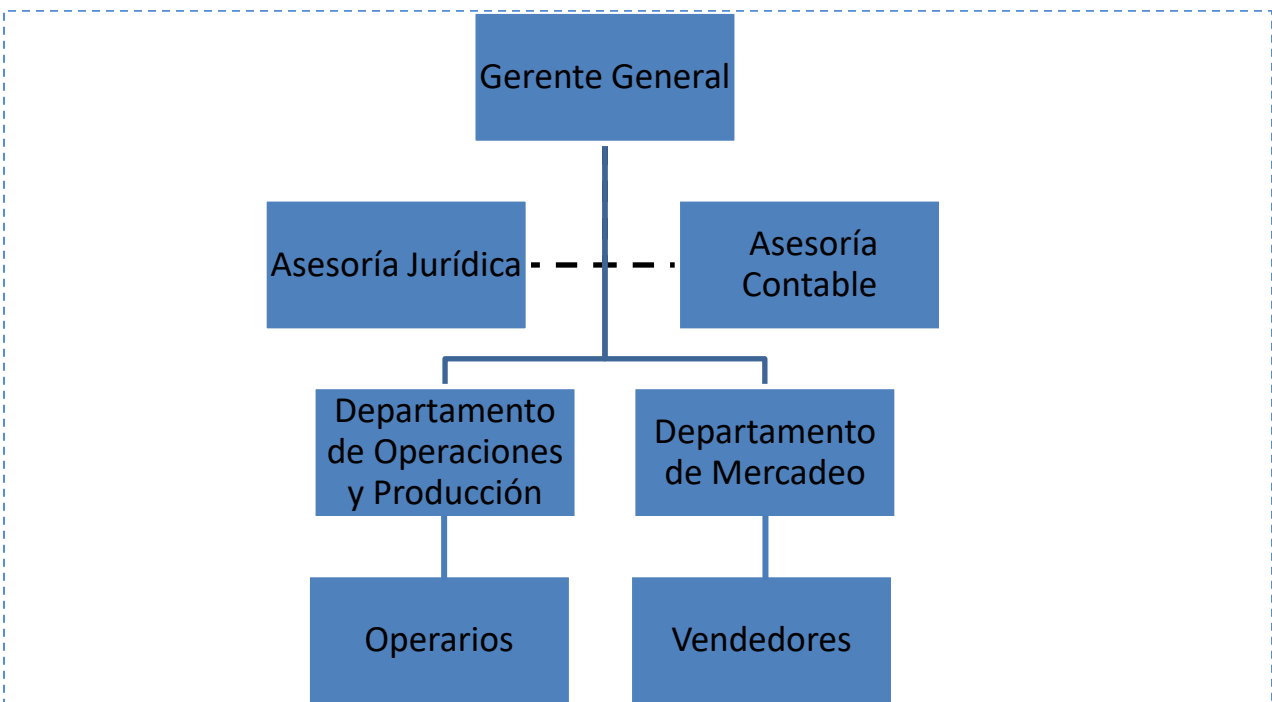 Gerente General
Asesoría Jurídica
Asesoría
Contable
Departamento
de Operaciones
y Producción
Departamento
de Mercadeo
Operarios
Vendedores